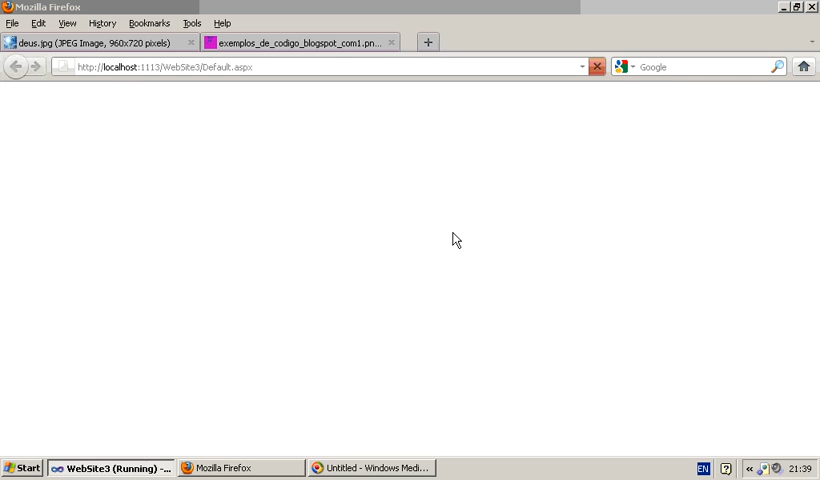 Mozilla Firefox
File Edit View History Bookmarks Tools Help
deus.jpg (JPEG Image, 960x720 pixels) exemplos_de_codigo_blogspot_com1.pn...
http://localhost:1113/WebSite3/Default.aspx Google
Start WebSite3 (Running) -... Mozilla Firefox Untitled - Windows Medi... EN 21:39